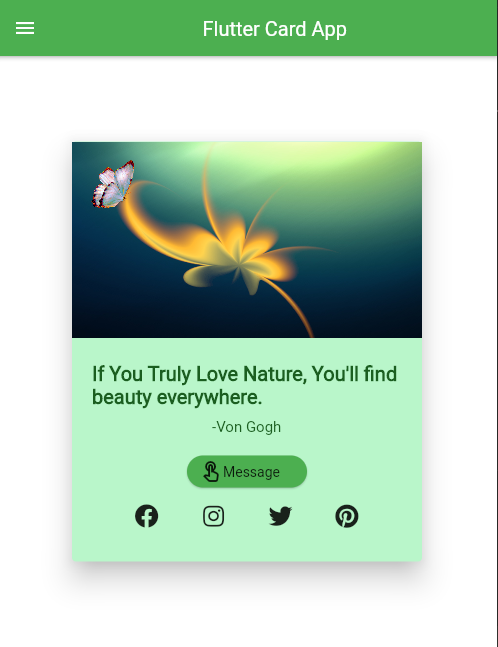 Flutter Card App
If You Truly Love Nature, You'll find
beauty everywhere.
-Von Gogh
Message